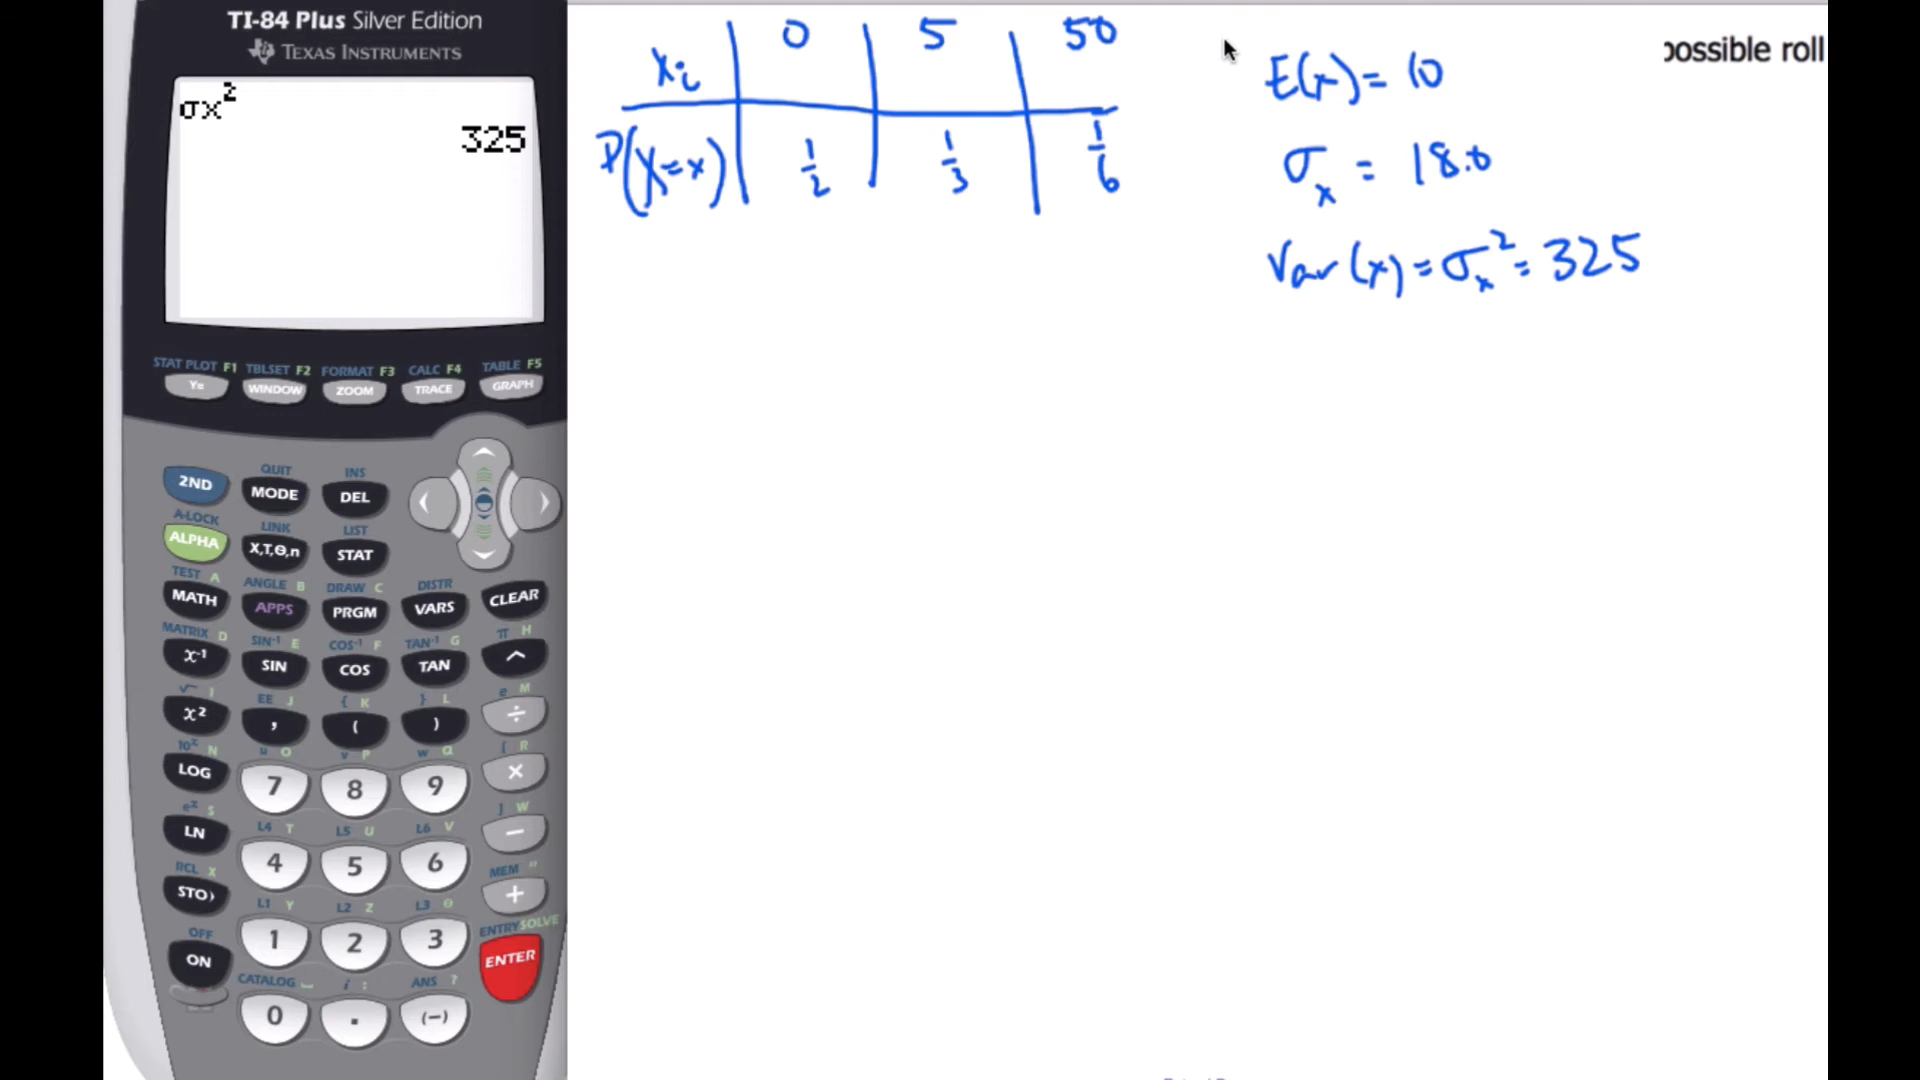 TI-84 Plus Silver Edition
TEXAS INSTRUMENTS
σx²
325
STAT PLOT F1 TBLSET F2 FORMAT F3 CALC F4 TABLE F5
Y= WINDOW ZOOM TRACE GRAPH
QUIT INS
2ND MODE DEL
A-LOCK LINK LIST
ALPHA X,T,Θ,n STAT
TEST A ANGLE B DRAW C DISTR
MATH APPS PRGM VARS CLEAR
MATRIX D SIN⁻¹ E COS⁻¹ F TAN⁻¹ G π H
x⁻¹ SIN COS TAN ^
√ I EE J { K } L e M
x² , ( ) ÷
10ˣ N u O v P w Q [ R
LOG 7 8 9 ×
eˣ S L4 T L5 U L6 V ] W
LN 4 5 6 −
RCL X L1 Y L2 Z L3 θ MEM "
STO› 1 2 3 +
OFF CATALOG ⎵ i : ANS ? ENTRY SOLVE
ON 0 . (−) ENTER
xi 0 5 50
P(X=x) 1/2 1/3 1/6
possible roll
E(x) = 10
σx = 18.0
Var(x) = σx² = 325